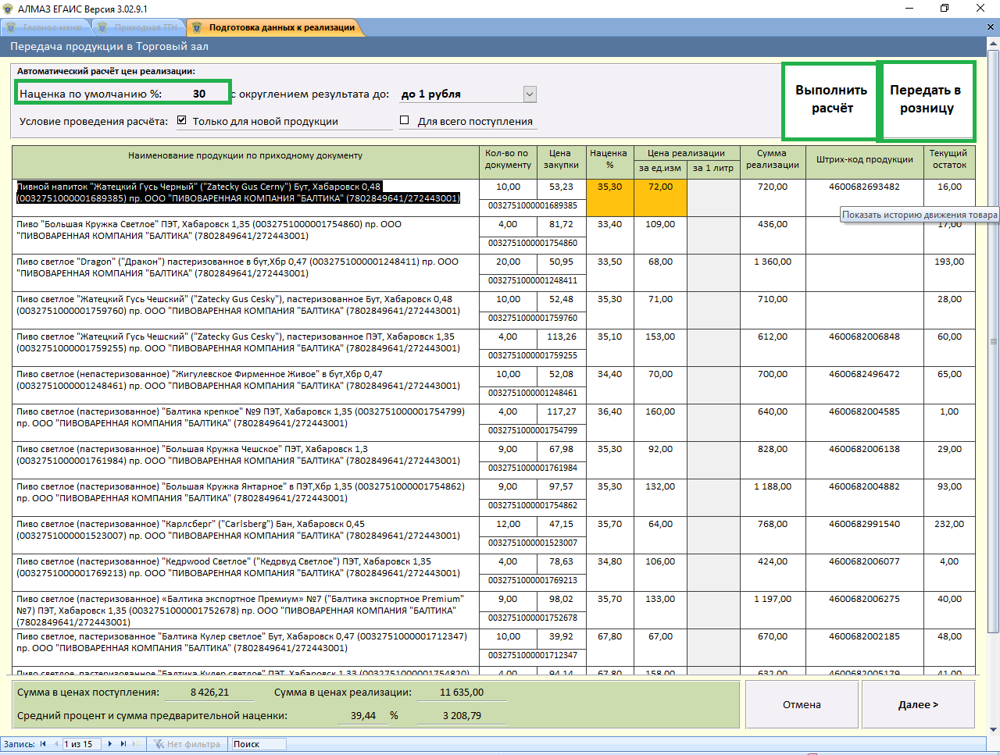 АЛМАЗ ЕГАИС Версия 3.02.9.1
Главное меню
Приходная ТТН
Подготовка данных к реализации
Передача продукции в Торговый зал
Автоматический расчёт цен реализации:
Наценка по умолчанию %: 30 с округлением результата до: до 1 рубля
Условие проведения расчёта: Только для новой продукции Для всего поступления
Выполнить расчёт
Передать в розницу
Наименование продукции по приходному документу
Кол-во по документу
Цена закупки
Наценка %
Цена реализации
за ед.изм
за 1 литр
Сумма реализации
Штрих-код продукции
Текущий остаток
Пивной напиток "Жатецкий Гусь Черный" ("Zatecky Gus Cerny") Бут, Хабаровск 0,48
(0032751000001689385) пр. ООО "ПИВОВАРЕННАЯ КОМПАНИЯ "БАЛТИКА" (7802849641/272443001)
10,00 53,23 35,30 72,00 720,00 4600682693482 16,00
0032751000001689385
Показать историю движения товара
Пиво "Большая Кружка Светлое" ПЭТ, Хабаровск 1,35 (0032751000001754860) пр. ООО
"ПИВОВАРЕННАЯ КОМПАНИЯ "БАЛТИКА" (7802849641/272443001)
4,00 81,72 33,40 109,00 436,00 17,00
0032751000001754860
Пиво светлое "Dragon" ("Дракон") пастеризованное в бут,Хбр 0,47 (0032751000001248411) пр. ООО
"ПИВОВАРЕННАЯ КОМПАНИЯ "БАЛТИКА" (7802849641/272443001)
20,00 50,95 33,50 68,00 1 360,00 193,00
0032751000001248411
Пиво светлое "Жатецкий Гусь Чешский" ("Zatecky Gus Cesky"), пастеризованное Бут, Хабаровск 0,48
(0032751000001759760) пр. ООО "ПИВОВАРЕННАЯ КОМПАНИЯ "БАЛТИКА" (7802849641/272443001)
10,00 52,48 35,30 71,00 710,00 28,00
0032751000001759760
Пиво светлое "Жатецкий Гусь Чешский" ("Zatecky Gus Cesky"), пастеризованное ПЭТ, Хабаровск 1,35
(0032751000001759255) пр. ООО "ПИВОВАРЕННАЯ КОМПАНИЯ "БАЛТИКА" (7802849641/272443001)
4,00 113,26 35,10 153,00 612,00 4600682006848 60,00
0032751000001759255
Пиво светлое (непастеризованное) "Жигулевское Фирменное Живое" в бут,Хбр 0,47
(0032751000001248461) пр. ООО "ПИВОВАРЕННАЯ КОМПАНИЯ "БАЛТИКА" (7802849641/272443001)
10,00 52,08 34,40 70,00 700,00 4600682496472 65,00
0032751000001248461
Пиво светлое (пастеризованное) "Балтика крепкое" №9 ПЭТ, Хабаровск 1,35 (0032751000001754799)
пр. ООО "ПИВОВАРЕННАЯ КОМПАНИЯ "БАЛТИКА" (7802849641/272443001)
4,00 117,27 36,40 160,00 640,00 4600682004585 1,00
0032751000001754799
Пиво светлое (пастеризованное) "Большая Кружка Чешское" ПЭТ, Хабаровск 1,3
(0032751000001761984) пр. ООО "ПИВОВАРЕННАЯ КОМПАНИЯ "БАЛТИКА" (7802849641/272443001)
9,00 67,98 35,30 92,00 828,00 4600682006138 29,00
0032751000001761984
Пиво светлое (пастеризованное) "Большая Кружка Янтарное" в ПЭТ,Хбр 1,35 (0032751000001754862)
пр. ООО "ПИВОВАРЕННАЯ КОМПАНИЯ "БАЛТИКА" (7802849641/272443001)
9,00 97,57 35,30 132,00 1 188,00 4600682004882 93,00
0032751000001754862
Пиво светлое (пастеризованное) "Карлсберг" ("Carlsberg") Бан, Хабаровск 0,45
(0032751000001523007) пр. ООО "ПИВОВАРЕННАЯ КОМПАНИЯ "БАЛТИКА" (7802849641/272443001)
12,00 47,15 35,70 64,00 768,00 4600682991540 232,00
0032751000001523007
Пиво светлое (пастеризованное) "Кедрwood Светлое" ("Кедрвуд Светлое") ПЭТ, Хабаровск 1,35
(0032751000001769213) пр. ООО "ПИВОВАРЕННАЯ КОМПАНИЯ "БАЛТИКА" (7802849641/272443001)
4,00 78,63 34,80 106,00 424,00 4600682006077 4,00
0032751000001769213
Пиво светлое (пастеризованное) «Балтика экспортное Премиум» №7 ("Балтика экспортное Premium"
№7) ПЭТ, Хабаровск 1,35 (0032751000001752678) пр. ООО "ПИВОВАРЕННАЯ КОМПАНИЯ "БАЛТИКА"
(7802849641/272443001)
9,00 98,02 35,70 133,00 1 197,00 4600682006275 40,00
0032751000001752678
Пиво светлое, пастеризованное "Балтика Кулер светлое" Бут, Хабаровск 0,47 (0032751000001712347)
пр. ООО "ПИВОВАРЕННАЯ КОМПАНИЯ "БАЛТИКА" (7802849641/272443001)
10,00 39,92 67,80 67,00 670,00 4600682002185 48,00
0032751000001712347
Пиво светлое, пастеризованное "Балтика Кулер светлое" ПЭТ, Хабаровск 1,33 (0032751000001754820)
4,00 94,14 67,80 158,00 632,00 4600682005179 41,00
Сумма в ценах поступления: 8 426,21 Сумма в ценах реализации: 11 635,00
Средний процент и сумма предварительной наценки: 39,44 % 3 208,79
Отмена
Далее >
Запись: 1 из 15 Нет фильтра Поиск